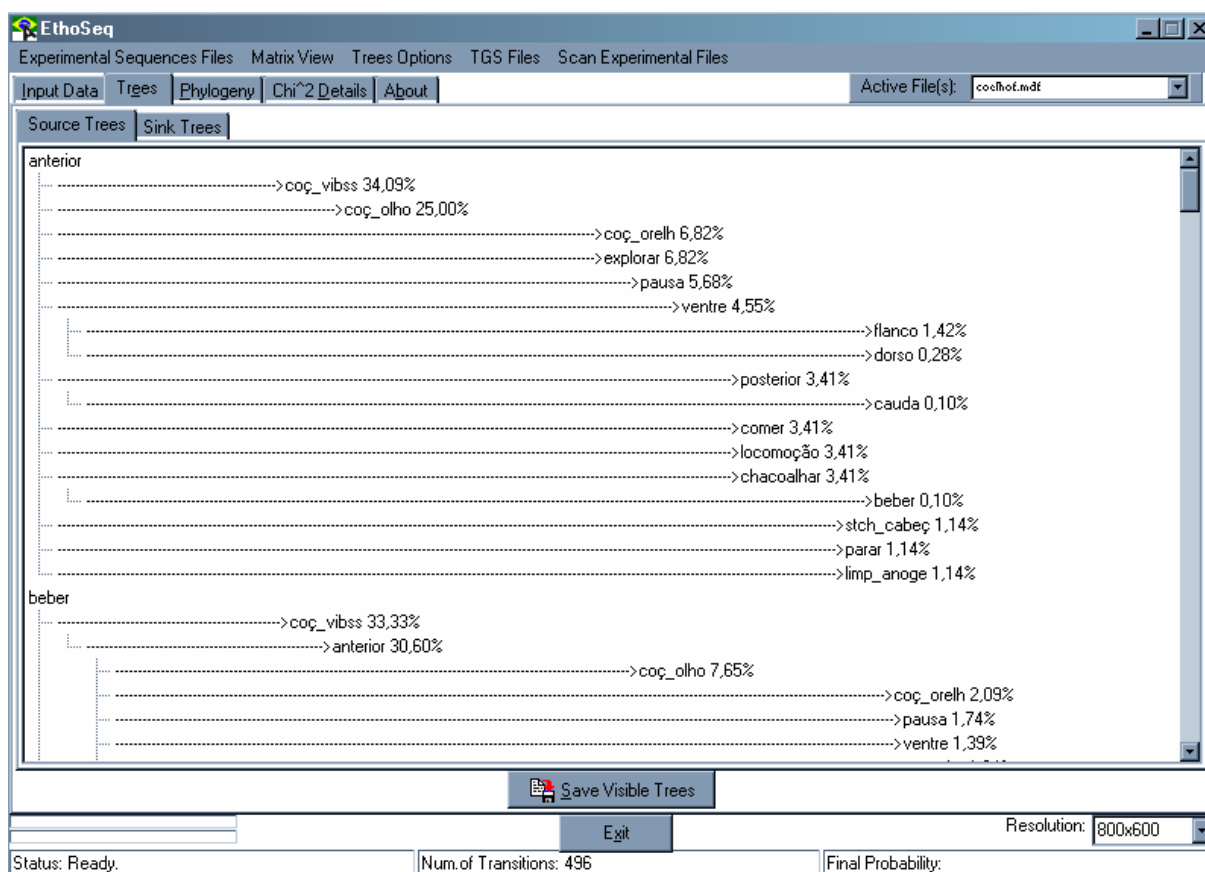 EthoSeq
Experimental Sequences Files Matrix View Trees Options TGS Files Scan Experimental Files
Input Data Trees Phylogeny Chi^2 Details About Active File(s): coelhof.mdf
Source Trees Sink Trees
anterior
>coç_vibss 34,09%
>coç_olho 25,00%
>coç_orelh 6,82%
>explorar 6,82%
>pausa 5,68%
>ventre 4,55%
>flanco 1,42%
>dorso 0,28%
>posterior 3,41%
>cauda 0,10%
>comer 3,41%
>locomoção 3,41%
>chacoalhar 3,41%
>beber 0,10%
>stch_cabeç 1,14%
>parar 1,14%
>limp_anoge 1,14%
beber
>coç_vibss 33,33%
>anterior 30,60%
>coç_olho 7,65%
>coç_orelh 2,09%
>pausa 1,74%
>ventre 1,39%
Save Visible Trees
Exit
Resolution: 800x600
Status: Ready. Num.of Transitions: 496 Final Probability: